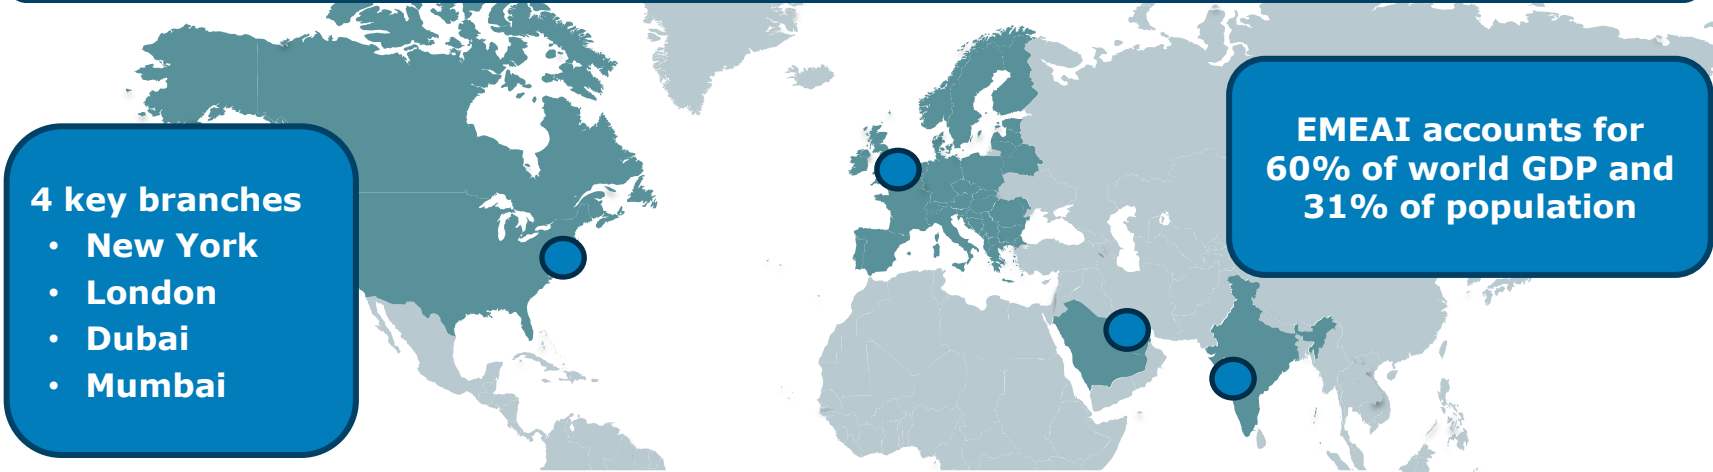 4 key branches
• New York
• London
• Dubai
• Mumbai
EMEAI accounts for
60% of world GDP and
31% of population